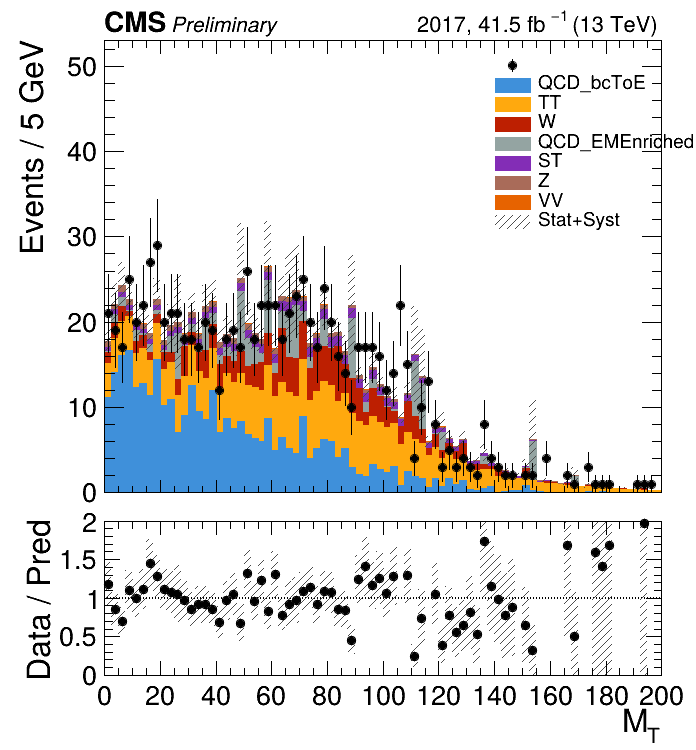 CMS Preliminary 2017, 41.5 fb⁻¹ (13 TeV)
Events / 5 GeV
50
40
30
20
10
0
QCD_bcToE
TT
W
QCD_EMEnriched
ST
Z
VV
Stat+Syst
Data / Pred
2
1.5
1
0.5
0
0 20 40 60 80 100 120 140 160 180 200
M_T